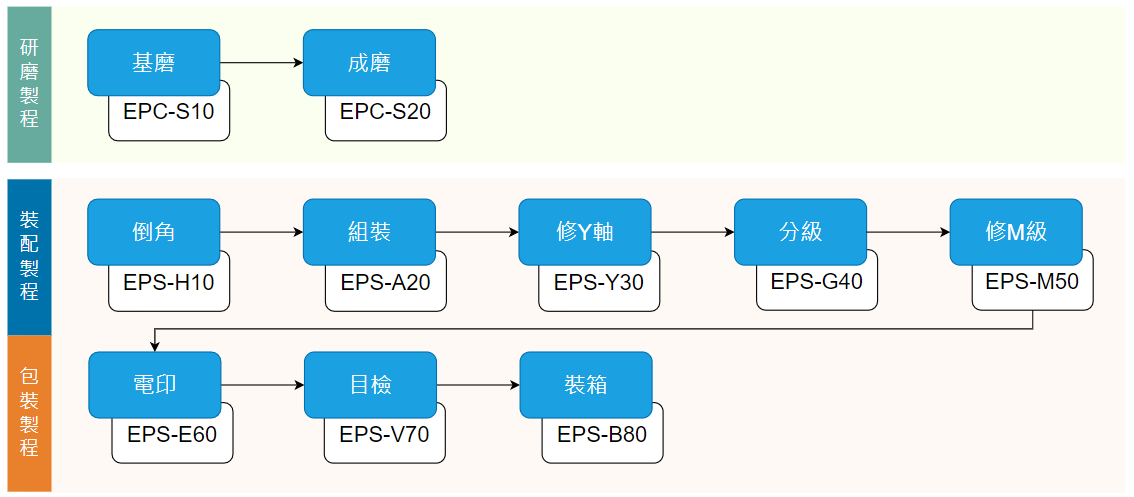 研磨製程
基磨
成磨
EPC-S10
EPC-S20
裝配製程
倒角
組裝
修Y軸
分級
修M級
EPS-H10
EPS-A20
EPS-Y30
EPS-G40
EPS-M50
包裝製程
電印
目檢
裝箱
EPS-E60
EPS-V70
EPS-B80